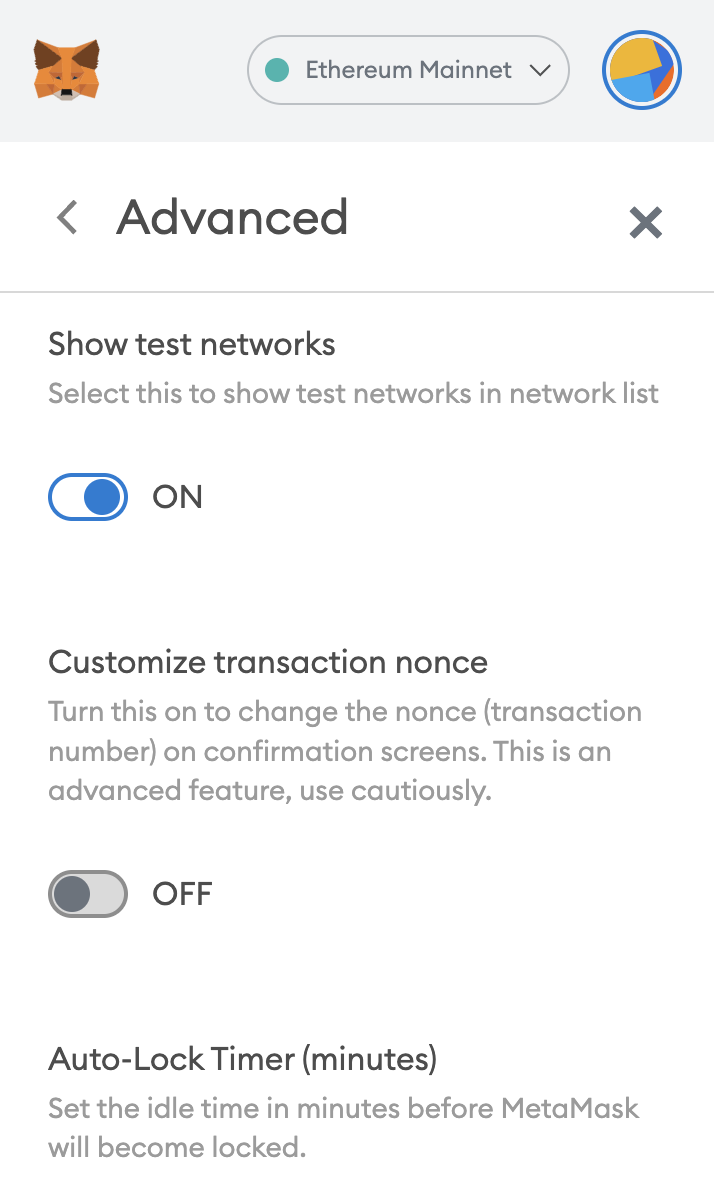 Ethereum Mainnet
Advanced
Show test networks
Select this to show test networks in network list
ON
Customize transaction nonce
Turn this on to change the nonce (transaction
number) on confirmation screens. This is an
advanced feature, use cautiously.
OFF
Auto-Lock Timer (minutes)
Set the idle time in minutes before MetaMask
will become locked.